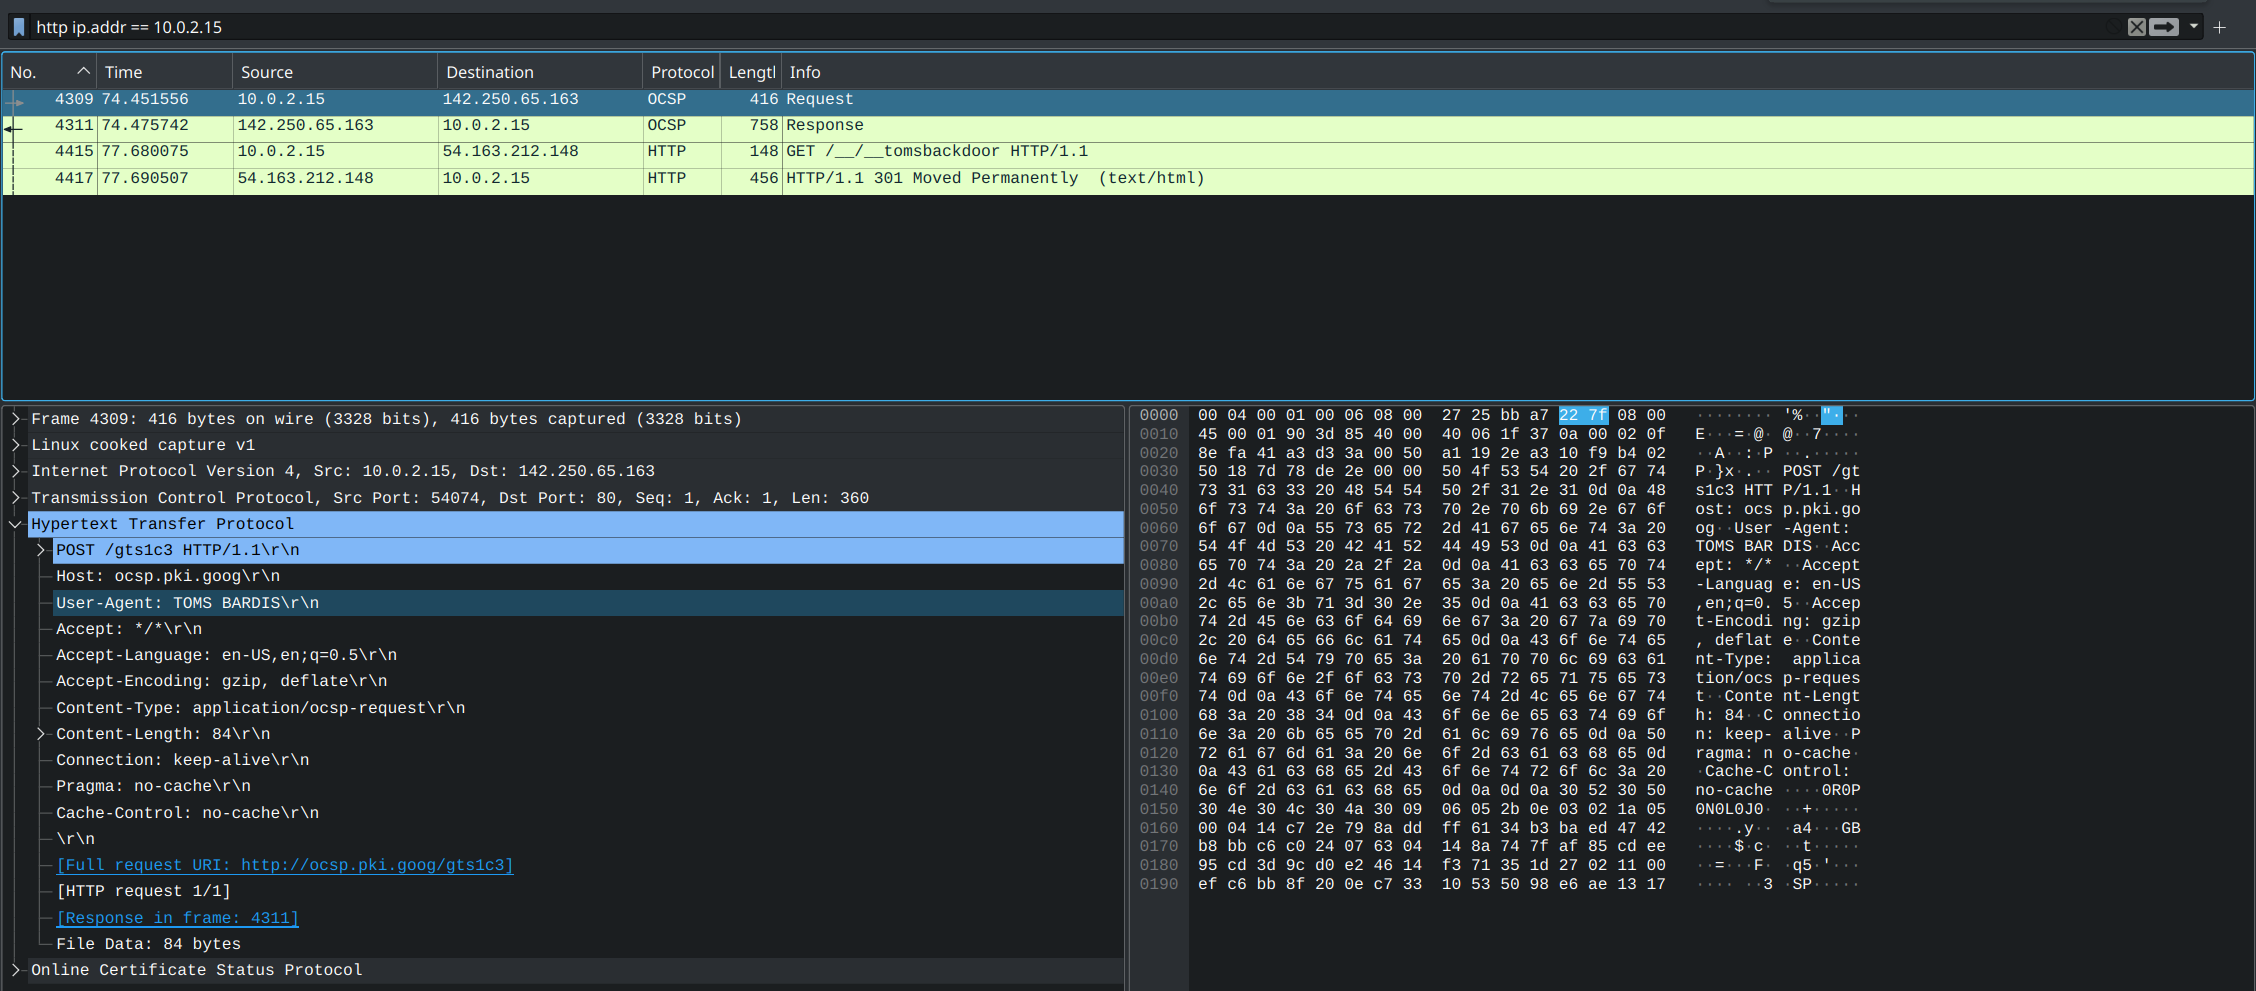 http ip.addr == 10.0.2.15
No. Time Source Destination Protocol Length Info
4309 74.451556 10.0.2.15 142.250.65.163 OCSP 416 Request
4311 74.475742 142.250.65.163 10.0.2.15 OCSP 758 Response
4415 77.680075 10.0.2.15 54.163.212.148 HTTP 148 GET /__/__tomsbackdoor HTTP/1.1
4417 77.690507 54.163.212.148 10.0.2.15 HTTP 456 HTTP/1.1 301 Moved Permanently (text/html)
Frame 4309: 416 bytes on wire (3328 bits), 416 bytes captured (3328 bits)
Linux cooked capture v1
Internet Protocol Version 4, Src: 10.0.2.15, Dst: 142.250.65.163
Transmission Control Protocol, Src Port: 54074, Dst Port: 80, Seq: 1, Ack: 1, Len: 360
Hypertext Transfer Protocol
POST /gts1c3 HTTP/1.1\r\n
Host: ocsp.pki.goog\r\n
User-Agent: TOMS BARDIS\r\n
Accept: */*\r\n
Accept-Language: en-US,en;q=0.5\r\n
Accept-Encoding: gzip, deflate\r\n
Content-Type: application/ocsp-request\r\n
Content-Length: 84\r\n
Connection: keep-alive\r\n
Pragma: no-cache\r\n
Cache-Control: no-cache\r\n
\r\n
[Full request URI: http://ocsp.pki.goog/gts1c3]
[HTTP request 1/1]
[Response in frame: 4311]
File Data: 84 bytes
Online Certificate Status Protocol
0000 00 04 00 01 00 06 08 00 27 25 bb a7 22 7f 08 00 ········ '%··"···
0010 45 00 01 90 3d 85 40 00 40 06 1f 37 0a 00 02 0f E···=·@· @··7····
0020 8e fa 41 a3 d3 3a 00 50 a1 19 2e a3 10 f9 b4 02 ··A··:·P ··.·····
0030 50 18 7d 78 de 2e 00 00 50 4f 53 54 20 2f 67 74 P·}x·.·· POST /gt
0040 73 31 63 33 20 48 54 54 50 2f 31 2e 31 0d 0a 48 s1c3 HTT P/1.1··H
0050 6f 73 74 3a 20 6f 63 73 70 2e 70 6b 69 2e 67 6f ost: ocs p.pki.go
0060 6f 67 0d 0a 55 73 65 72 2d 41 67 65 6e 74 3a 20 og··User -Agent:
0070 54 4f 4d 53 20 42 41 52 44 49 53 0d 0a 41 63 63 TOMS BAR DIS··Acc
0080 65 70 74 3a 20 2a 2f 2a 0d 0a 41 63 63 65 70 74 ept: */* ··Accept
0090 2d 4c 61 6e 67 75 61 67 65 3a 20 65 6e 2d 55 53 -Languag e: en-US
00a0 2c 65 6e 3b 71 3d 30 2e 35 0d 0a 41 63 63 65 70 ,en;q=0. 5··Accep
00b0 74 2d 45 6e 63 6f 64 69 6e 67 3a 20 67 7a 69 70 t-Encodi ng: gzip
00c0 2c 20 64 65 66 6c 61 74 65 0d 0a 43 6f 6e 74 65 , deflat e··Conte
00d0 6e 74 2d 54 79 70 65 3a 20 61 70 70 6c 69 63 61 nt-Type: applica
00e0 74 69 6f 6e 2f 6f 63 73 70 2d 72 65 71 75 65 73 tion/ocs p-reques
00f0 74 0d 0a 43 6f 6e 74 65 6e 74 2d 4c 65 6e 67 74 t··Conte nt-Lengt
0100 68 3a 20 38 34 0d 0a 43 6f 6e 6e 65 63 74 69 6f h: 84··C onnectio
0110 6e 3a 20 6b 65 65 70 2d 61 6c 69 76 65 0d 0a 50 n: keep- alive··P
0120 72 61 67 6d 61 3a 20 6e 6f 2d 63 61 63 68 65 0d ragma: n o-cache·
0130 0a 43 61 63 68 65 2d 43 6f 6e 74 72 6f 6c 3a 20 ·Cache-C ontrol:
0140 6e 6f 2d 63 61 63 68 65 0d 0a 0d 0a 30 52 30 50 no-cache ····0R0P
0150 30 4e 30 4c 30 4a 30 09 06 05 2b 0e 03 02 1a 05 0N0L0J0· ··+·····
0160 00 04 14 c7 2e 79 8a dd ff 61 34 b3 ba ed 47 42 ····.y·· ·a4···GB
0170 b8 bb c6 c0 24 07 63 04 14 8a 74 7f af 85 cd ee ····$·c· ··t·····
0180 95 cd 3d 9c d0 e2 46 14 f3 71 35 1d 27 02 11 00 ··=···F· ·q5·'···
0190 ef c6 bb 8f 20 0e c7 33 10 53 50 98 e6 ae 13 17 ···· ··3 ·SP·····